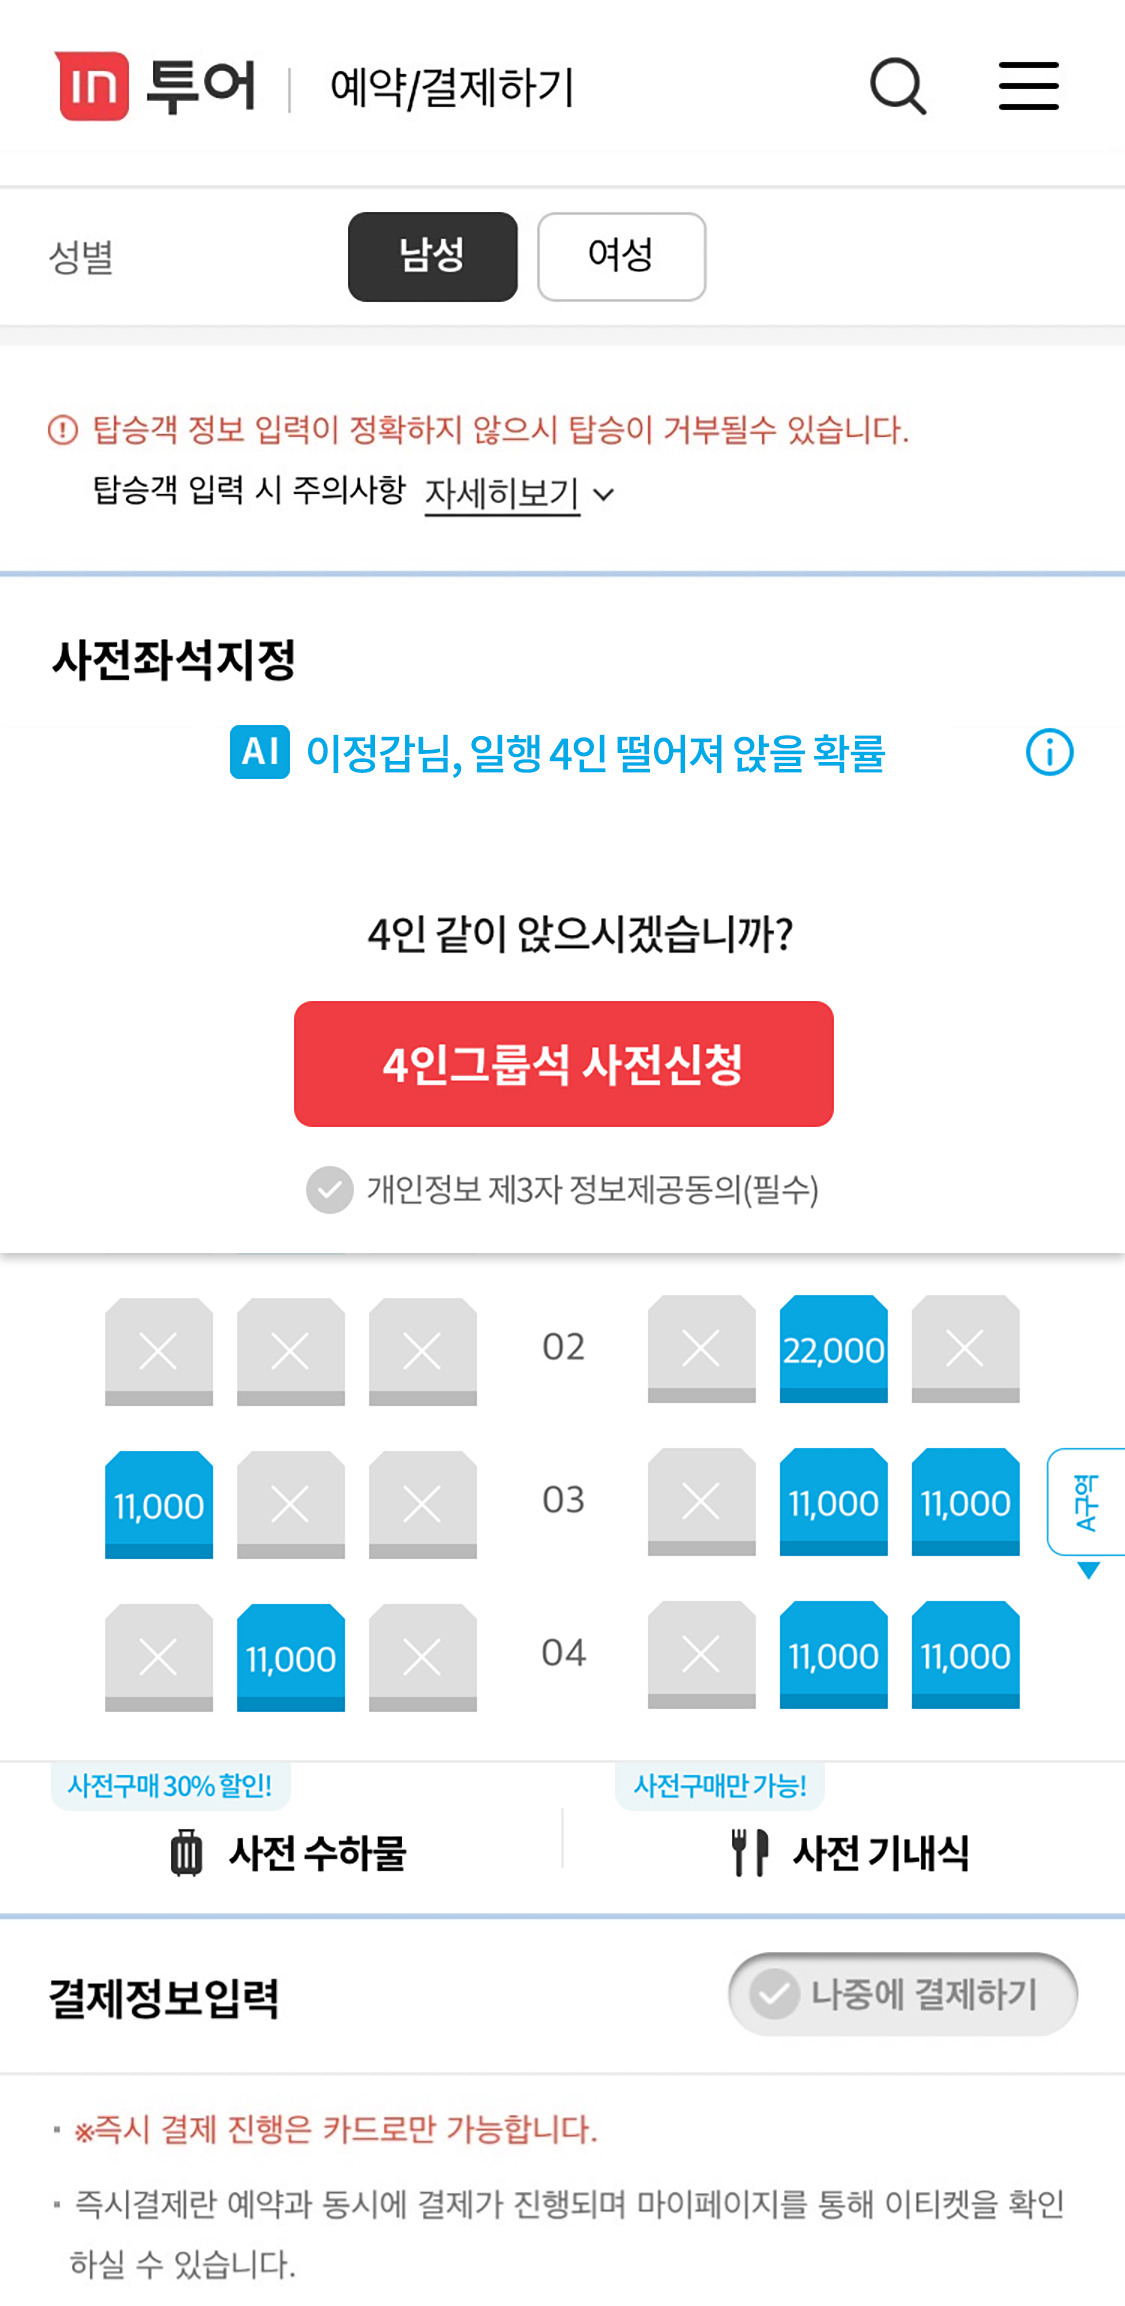 in 투어 | 예약/결제하기
성별 남성 여성
탑승객 정보 입력이 정확하지 않으시 탑승이 거부될수 있습니다.
탑승객 입력 시 주의사항 자세히보기
사전좌석지정
AI 이정갑님, 일행 4인 떨어져 앉을 확률
4인 같이 앉으시겠습니까?
4인그룹석 사전신청
개인정보 제3자 정보제공동의(필수)
02 22,000
11,000 03 11,000 11,000
A구역
11,000 04 11,000 11,000
사전구매 30% 할인! 사전구매만 가능!
사전 수하물 사전 기내식
결제정보입력 나중에 결제하기
※즉시 결제 진행은 카드로만 가능합니다.
즉시결제란 예약과 동시에 결제가 진행되며 마이페이지를 통해 이티켓을 확인
하실 수 있습니다.